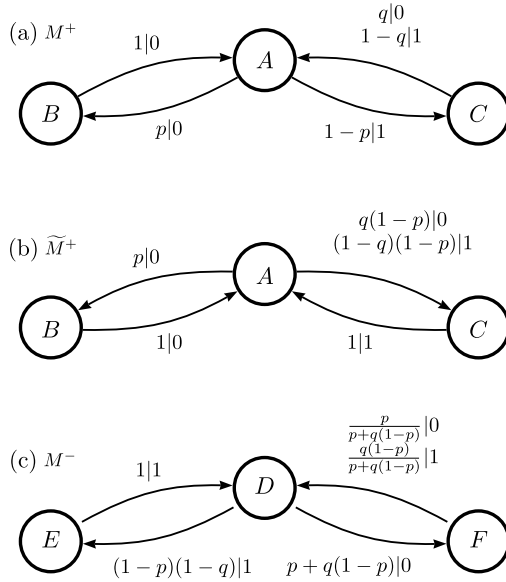 (a) M⁺
1|0
A
q|0
1 − q|1
B
C
p|0
1 − p|1
(b) M̃⁺
p|0
A
q(1 − p)|0
(1 − q)(1 − p)|1
B
C
1|0
1|1
(c) M⁻
1|1
D
p/(p+q(1−p))|0
q(1−p)/(p+q(1−p))|1
E
F
(1 − p)(1 − q)|1
p + q(1 − p)|0